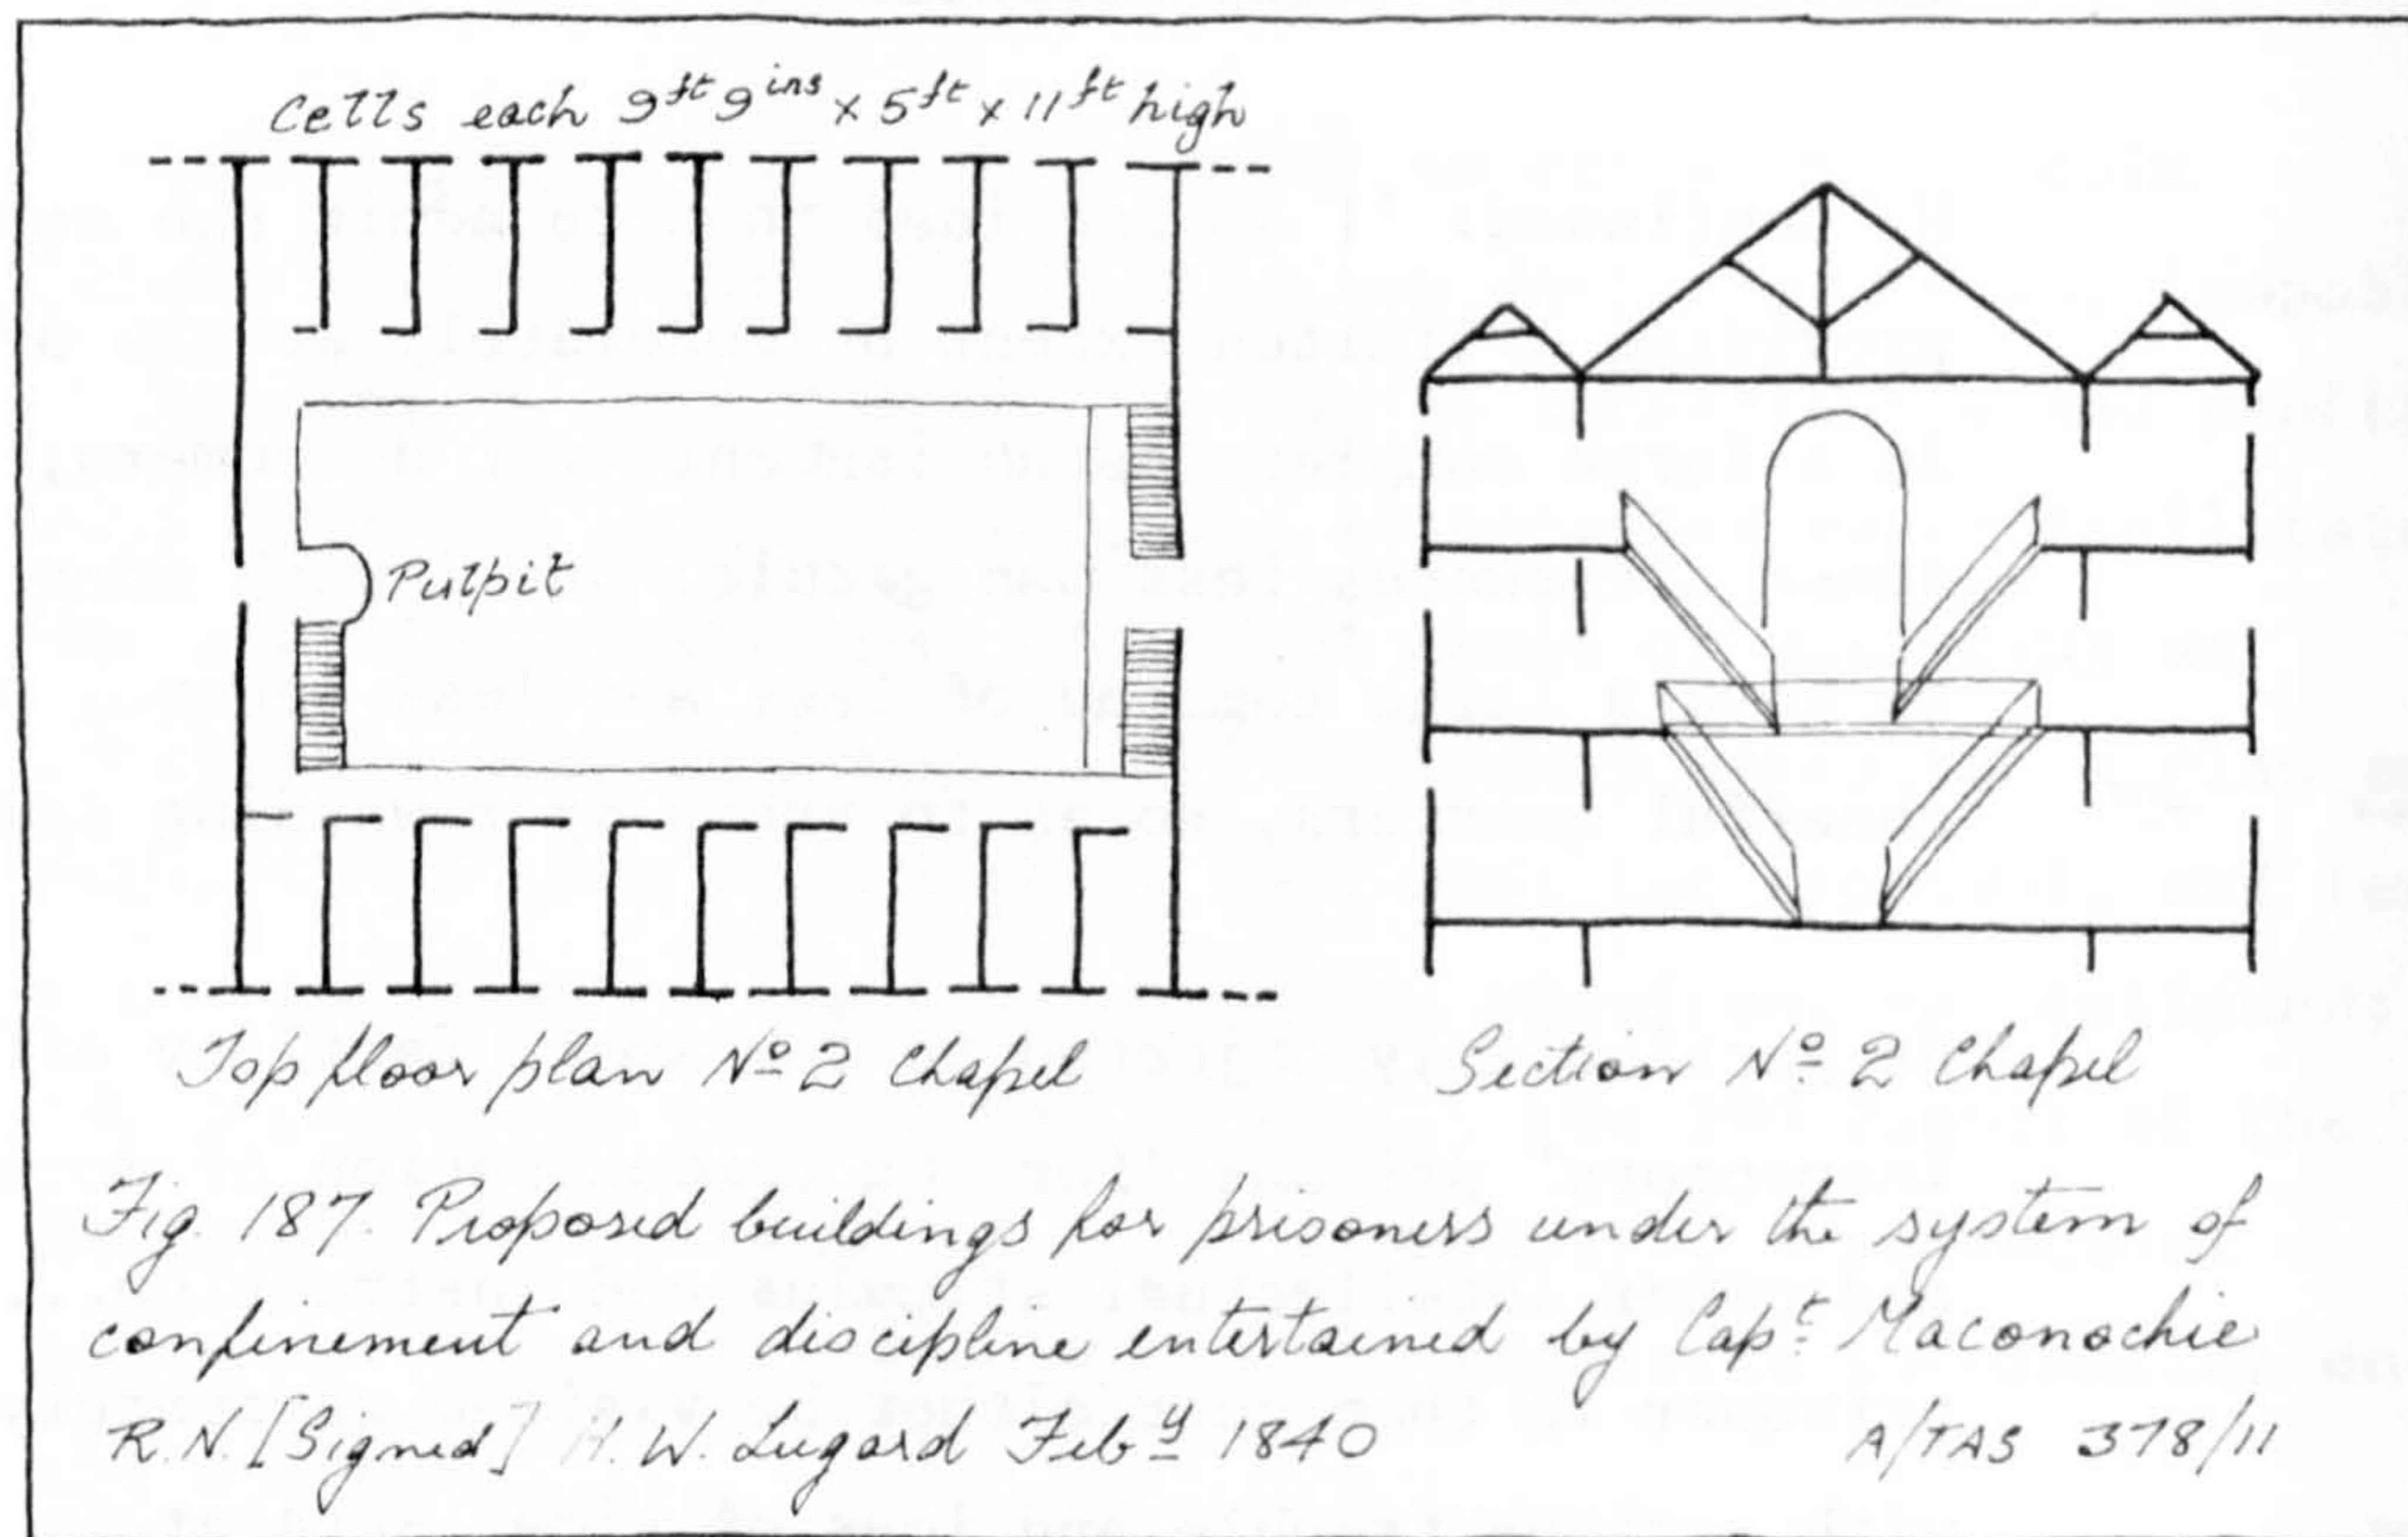 Cells each 9ft 9ins x 5ft x 11ft high
Pulpit
Top floor plan No 2 Chapel
Section No 2 Chapel
Fig. 187. Proposed buildings for prisoners under the system of
confinement and discipline entertained by Capt. Maconochie
R.N. [Signed] H. W. Lugard Feby 1840
A/TAS 378/11